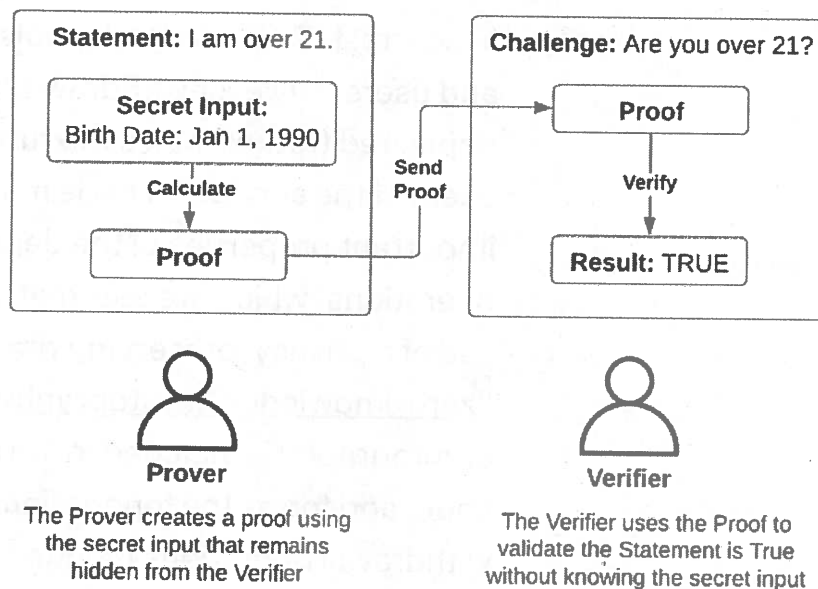 Statement: I am over 21.
Secret Input:
Birth Date: Jan 1, 1990
Calculate
Proof
Send
Proof
Challenge: Are you over 21?
Proof
Verify
Result: TRUE
Prover
The Prover creates a proof using
the secret input that remains
hidden from the Verifier
Verifier
The Verifier uses the Proof to
validate the Statement is True
without knowing the secret input